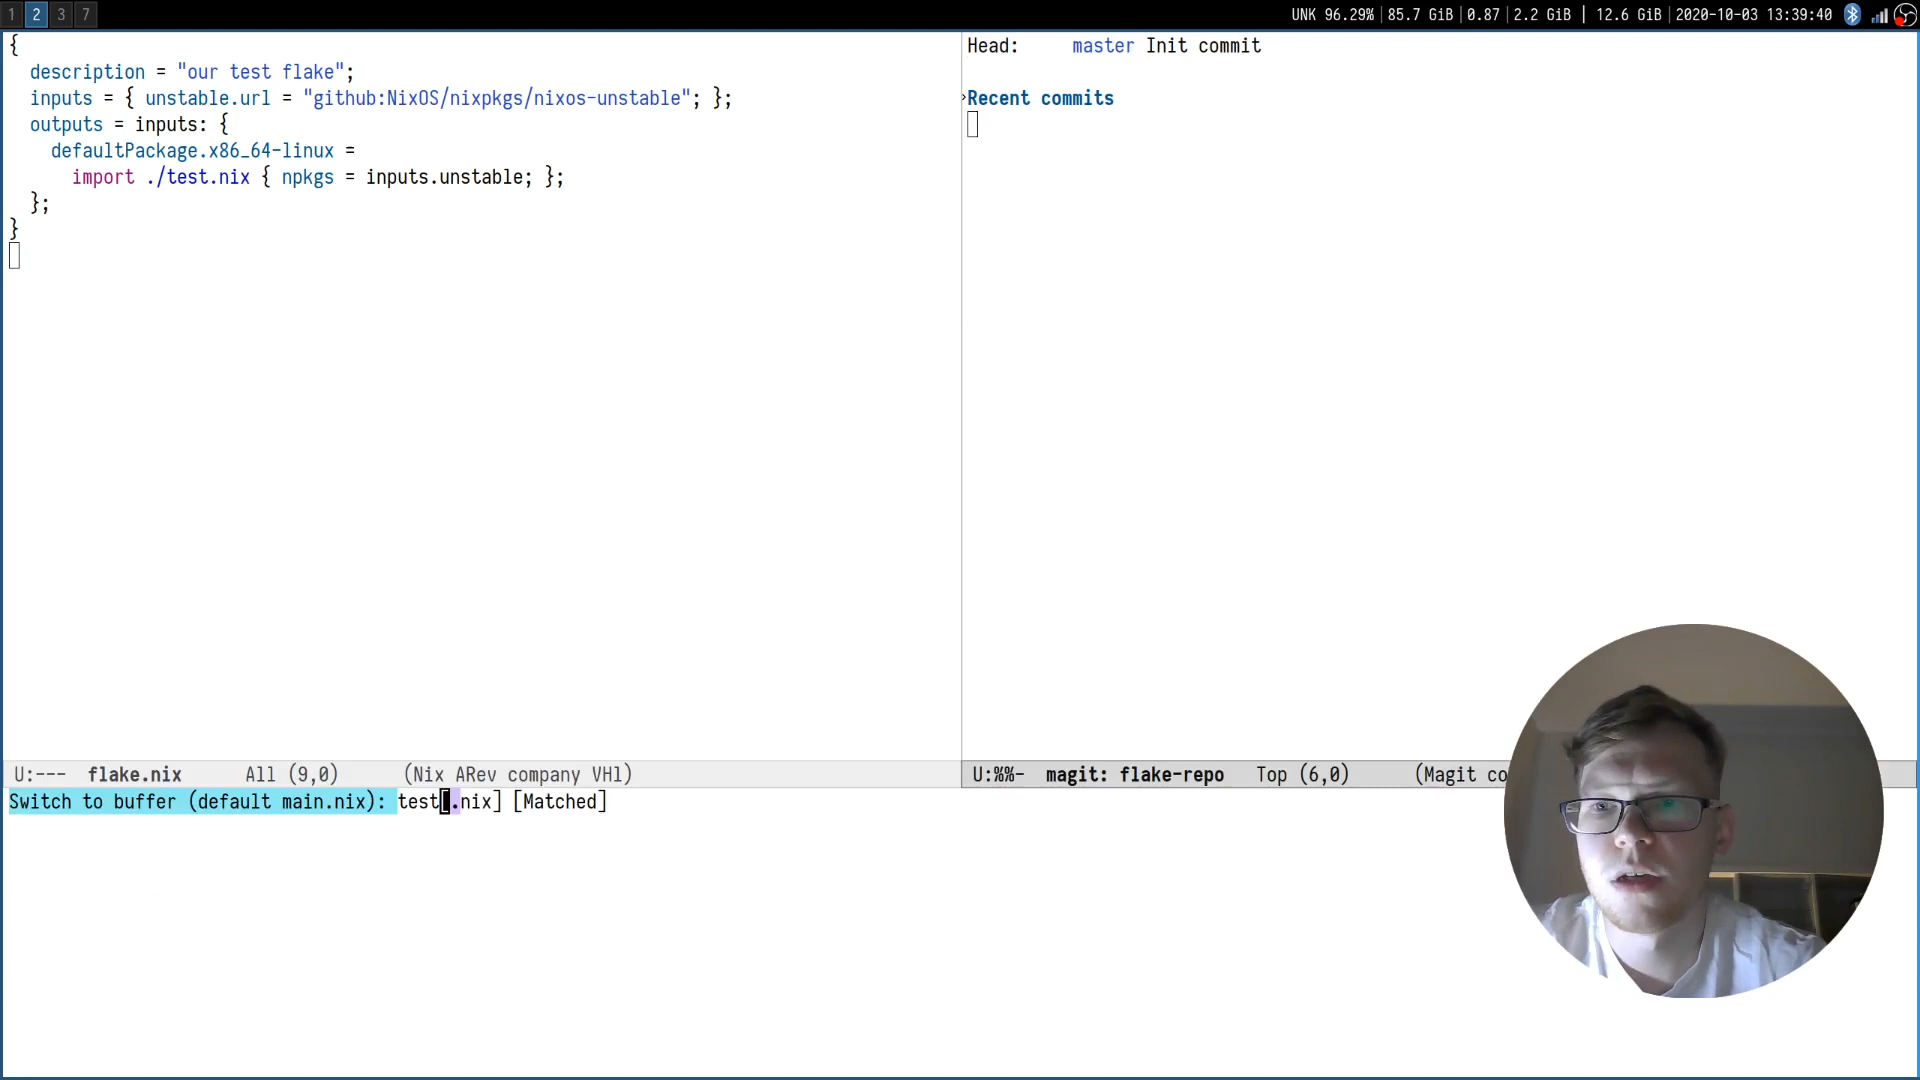 1 2 3 7
UNK 96.29% | 85.7 GiB | 0.87 | 2.2 GiB | 12.6 GiB | 2020-10-03 13:39:40
{
description = "our test flake";
inputs = { unstable.url = "github:NixOS/nixpkgs/nixos-unstable"; };
outputs = inputs: {
defaultPackage.x86_64-linux =
import ./test.nix { npkgs = inputs.unstable; };
};
}
Head: master Init commit
Recent commits
U:--- flake.nix All (9,0) (Nix ARev company VHl)
U:%%- magit: flake-repo Top (6,0) (Magit co
Switch to buffer (default main.nix): test[.nix] [Matched]